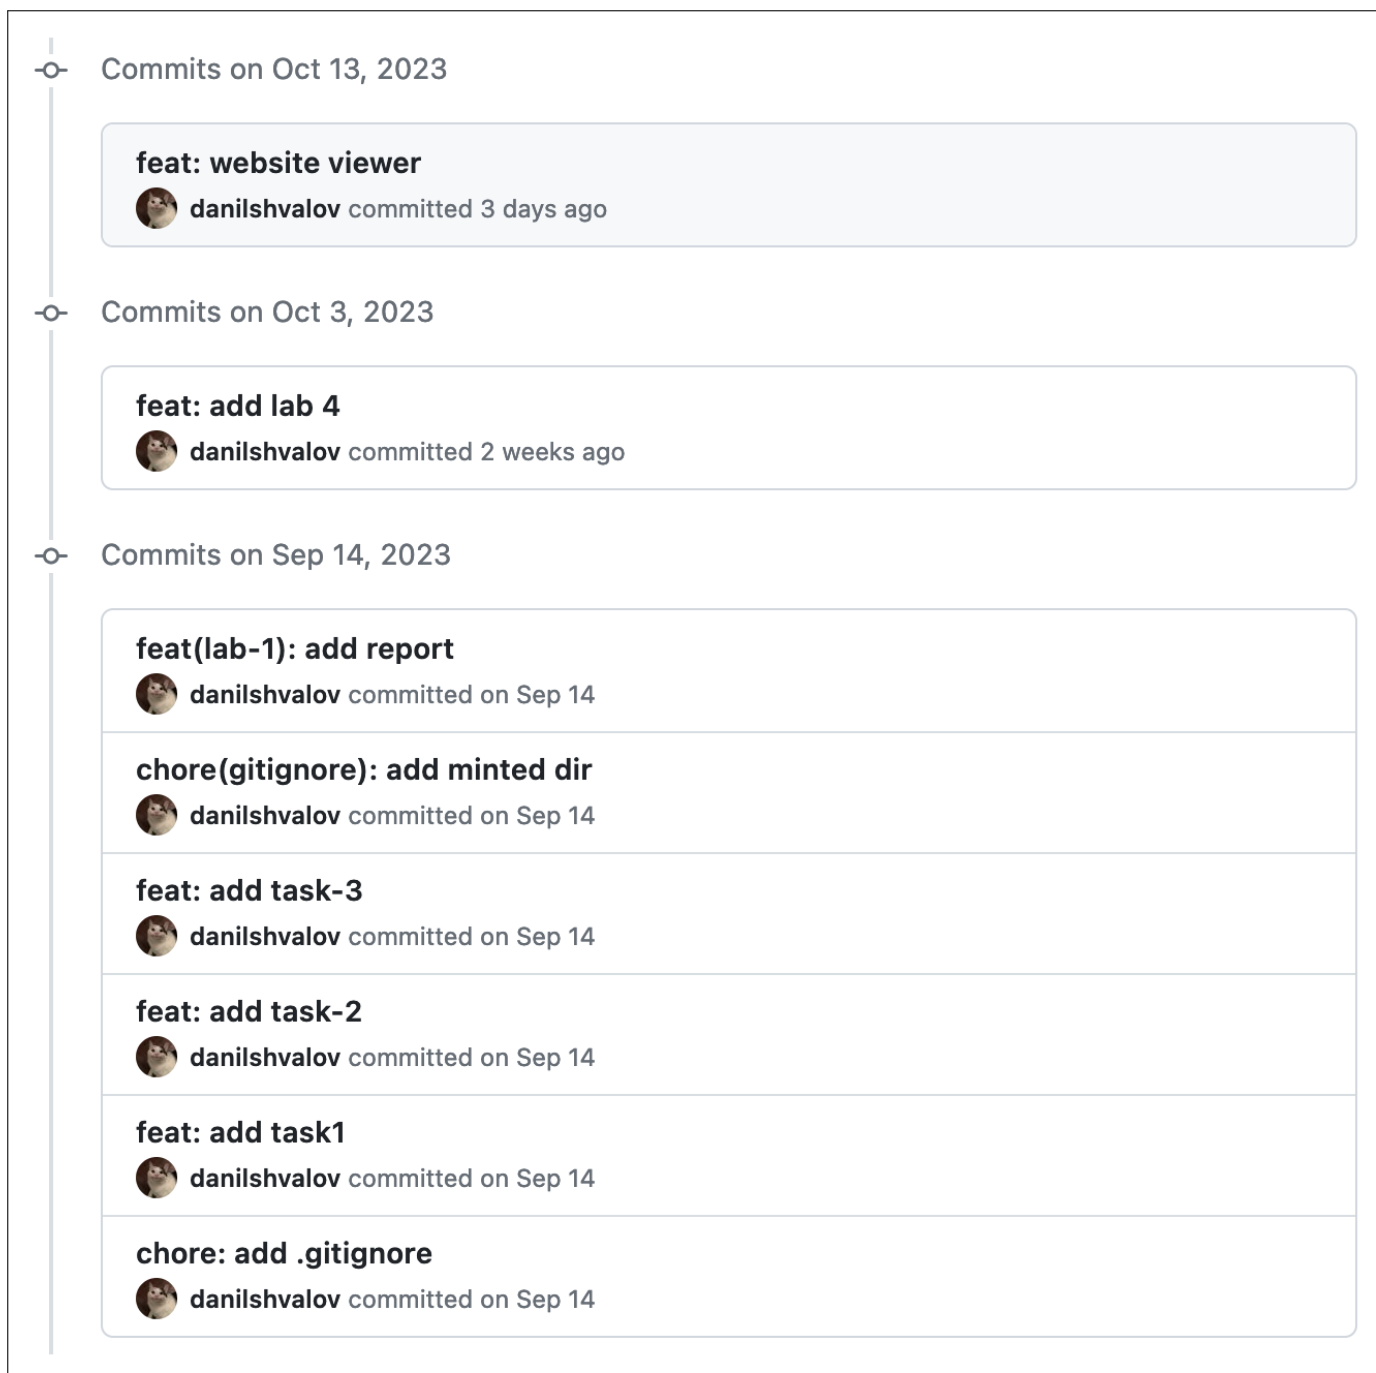 Commits on Oct 13, 2023
feat: website viewer
danilshvalov committed 3 days ago
Commits on Oct 3, 2023
feat: add lab 4
danilshvalov committed 2 weeks ago
Commits on Sep 14, 2023
feat(lab-1): add report
danilshvalov committed on Sep 14
chore(gitignore): add minted dir
danilshvalov committed on Sep 14
feat: add task-3
danilshvalov committed on Sep 14
feat: add task-2
danilshvalov committed on Sep 14
feat: add task1
danilshvalov committed on Sep 14
chore: add .gitignore
danilshvalov committed on Sep 14